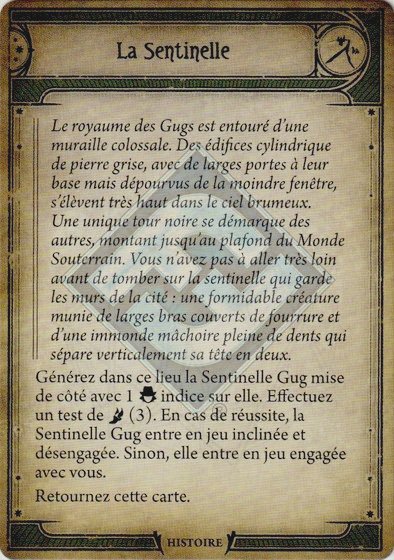 La Sentinelle
Le royaume des Gugs est entouré d'une
muraille colossale. Des édifices cylindrique
de pierre grise, avec de larges portes à leur
base mais dépourvus de la moindre fenêtre,
s'élèvent très haut dans le ciel brumeux.
Une unique tour noire se démarque des
autres, montant jusqu'au plafond du Monde
Souterrain. Vous n'avez pas à aller très loin
avant de tomber sur la sentinelle qui garde
les murs de la cité : une formidable créature
munie de larges bras couverts de fourrure et
d'une immonde mâchoire pleine de dents qui
sépare verticalement sa tête en deux.
Générez dans ce lieu la Sentinelle Gug mise
de côté avec 1 indice sur elle. Effectuez
un test de (3). En cas de réussite, la
Sentinelle Gug entre en jeu inclinée et
désengagée. Sinon, elle entre en jeu engagée
avec vous.
Retournez cette carte.
HISTOIRE